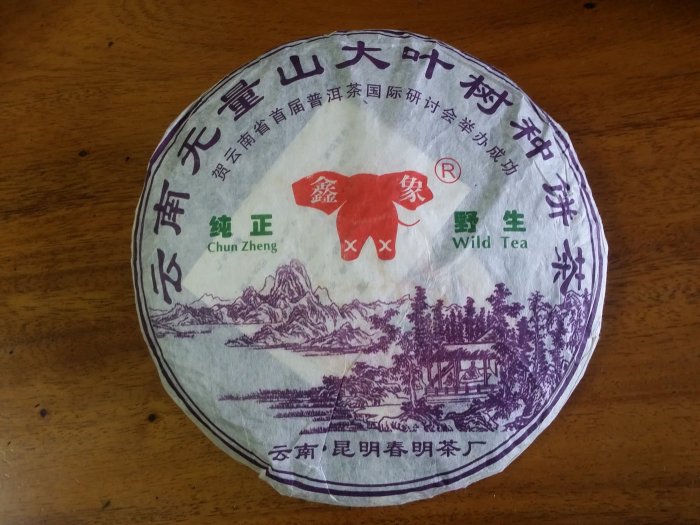 云南无量山大叶树种饼茶
贺云南省首届普洱茶国际研讨会举办成功
鑫象
®
纯正
Chun Zheng
野生
Wild Tea
云南·昆明春明茶厂